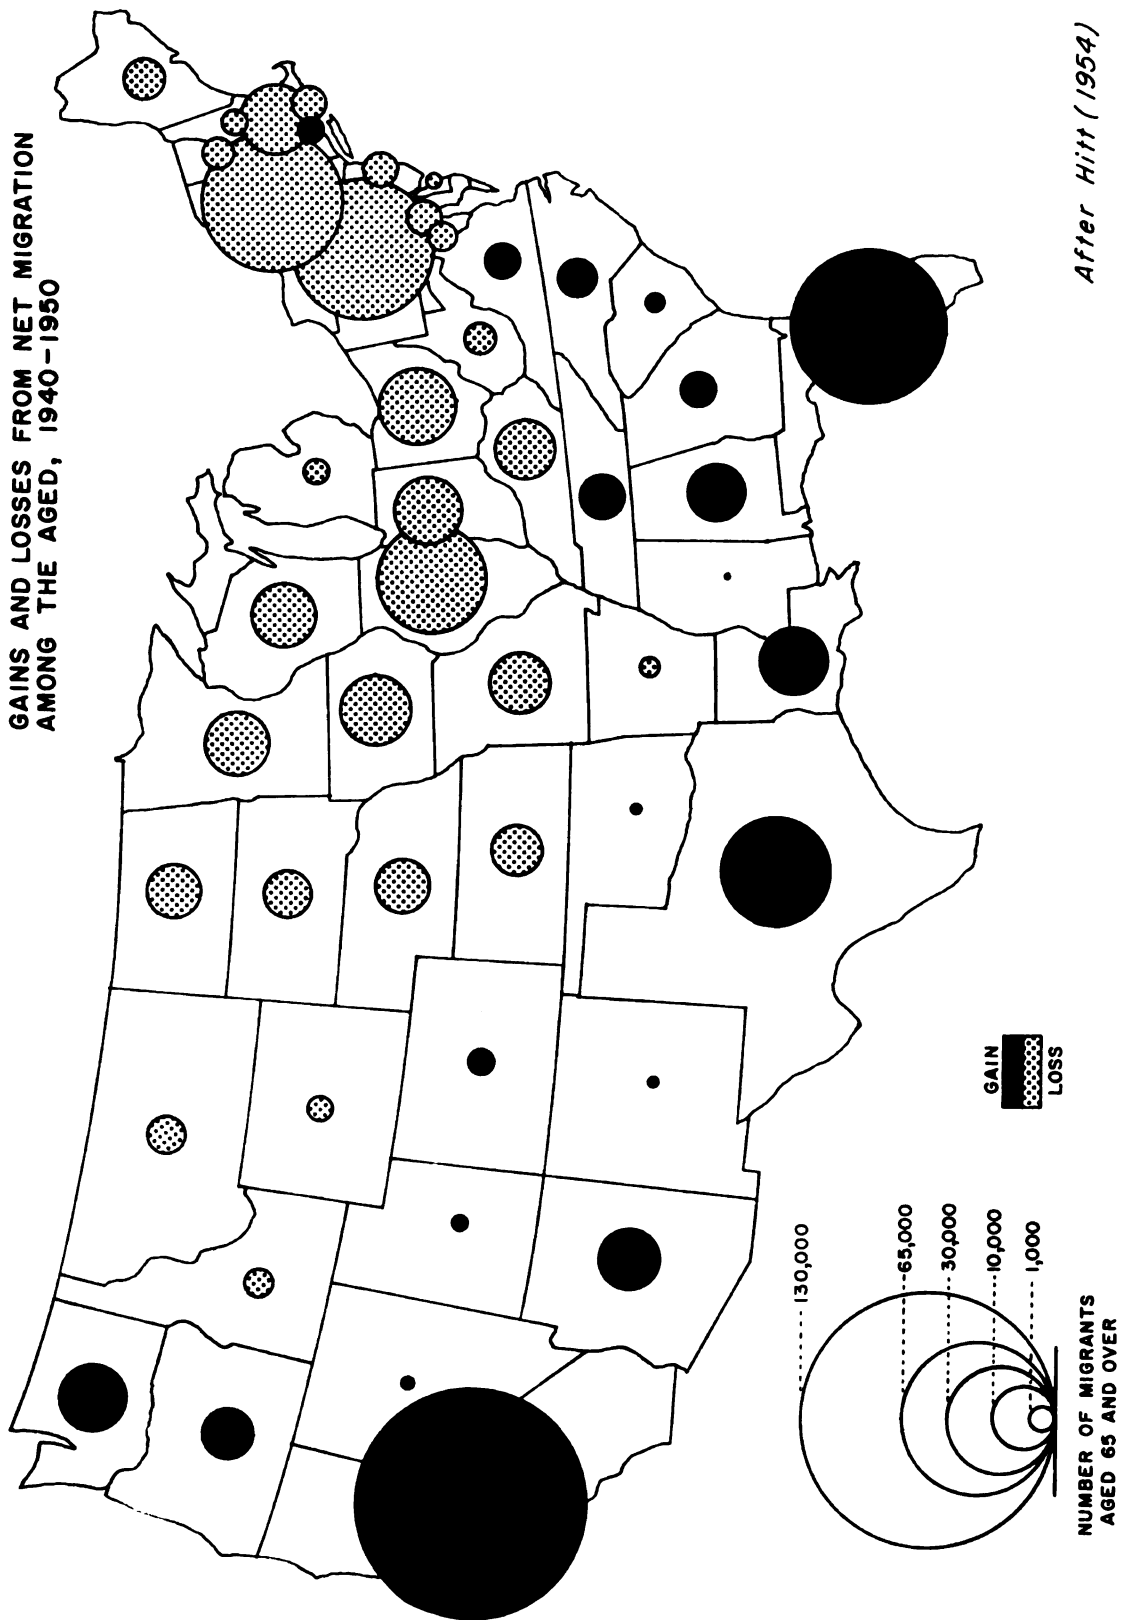 GAINS AND LOSSES FROM NET MIGRATION
AMONG THE AGED, 1940-1950
After Hitt (1954)
GAIN
LOSS
130,000
65,000
30,000
10,000
1,000
NUMBER OF MIGRANTS
AGED 65 AND OVER